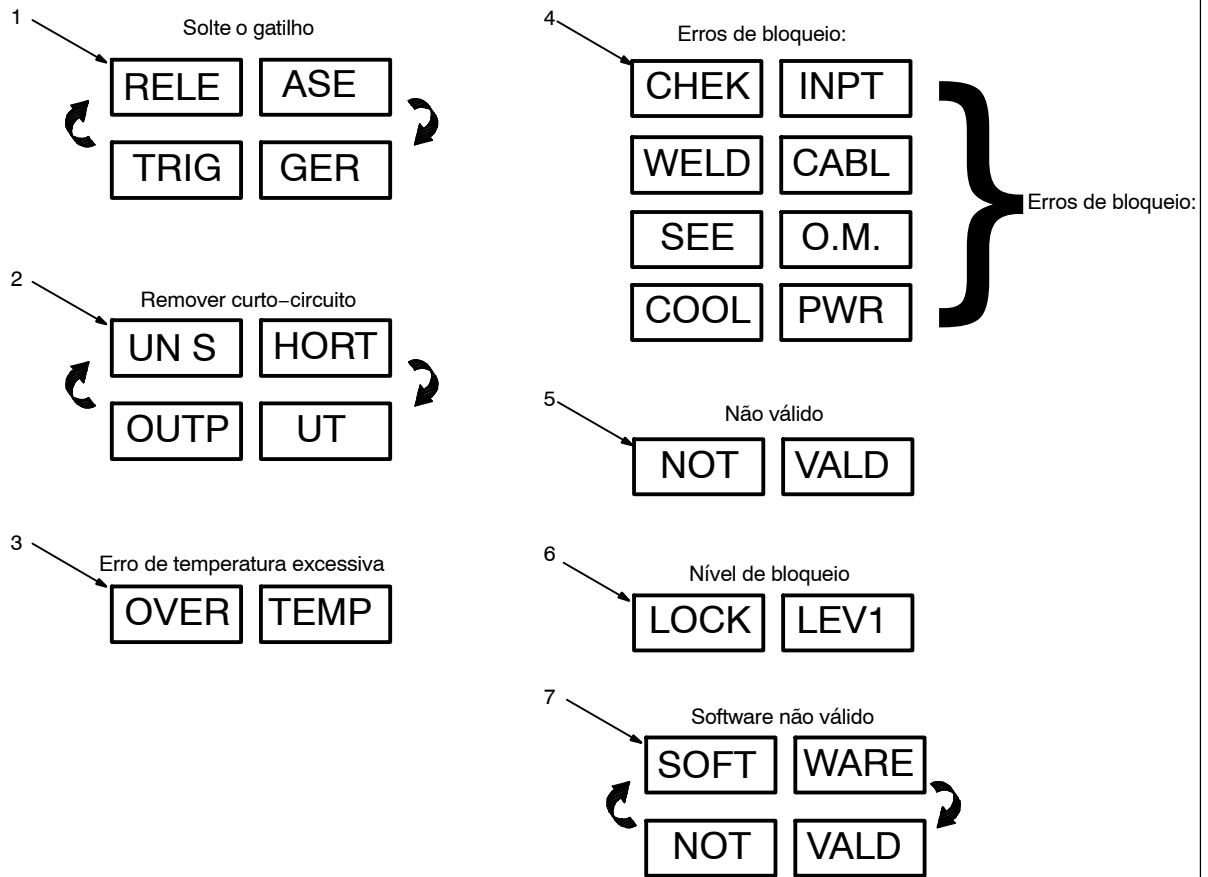 1
Solte o gatilho
RELE ASE
TRIG GER
2
Remover curto−circuito
UN S HORT
OUTP UT
3
Erro de temperatura excessiva
OVER TEMP
4
Erros de bloqueio:
CHEK INPT
WELD CABL
SEE O.M.
COOL PWR
Erros de bloqueio:
5
Não válido
NOT VALD
6
Nível de bloqueio
LOCK LEV1
7
Software não válido
SOFT WARE
NOT VALD